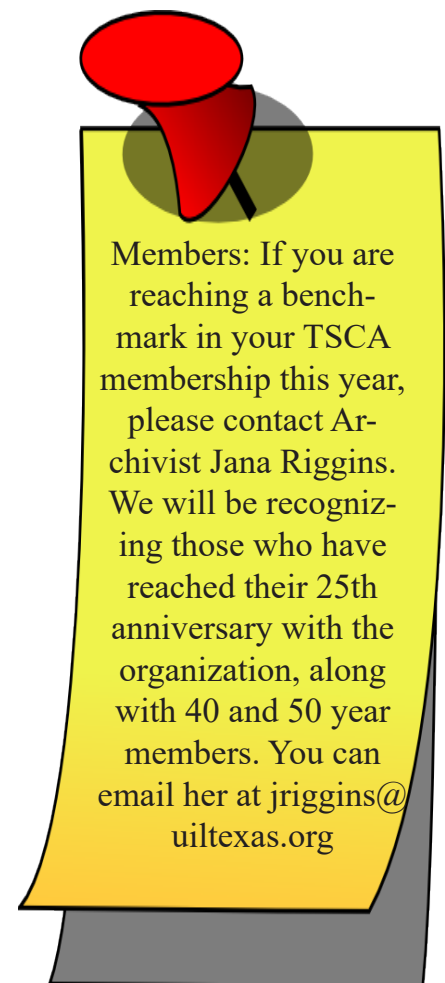 Members: If you are
reaching a bench-
mark in your TSCA
membership this year,
please contact Ar-
chivist Jana Riggins.
We will be recogniz-
ing those who have
reached their 25th
anniversary with the
organization, along
with 40 and 50 year
members. You can
email her at jriggins@
uiltexas.org